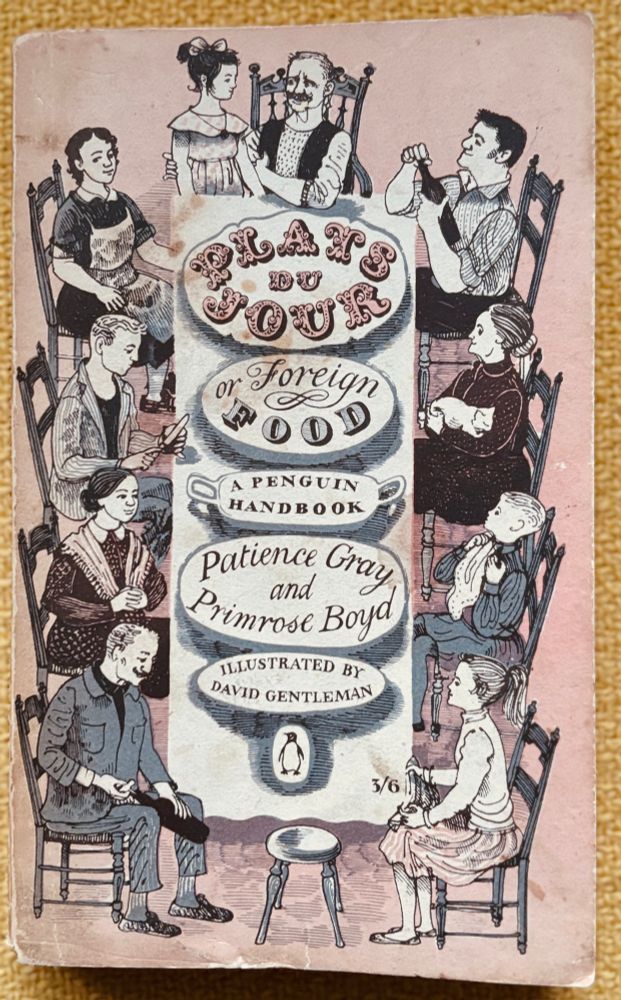 PLATS
DU
JOUR
or Foreign
FOOD
A PENGUIN
HANDBOOK
Patience Gray
and
Primrose Boyd
ILLUSTRATED BY
DAVID GENTLEMAN
3/6